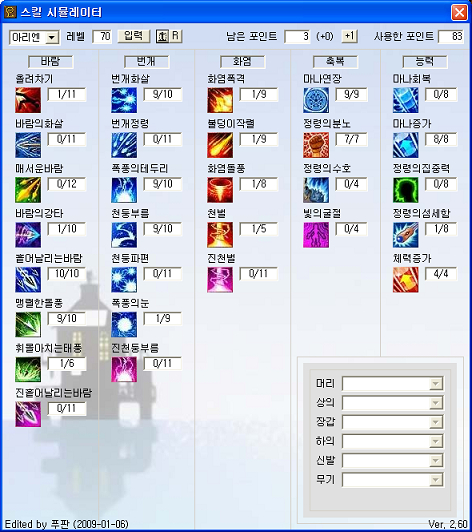 스킬 시뮬레이터
마리엔 레벨 70 입력 R 남은 포인트 3 (+0) +1 사용한 포인트 83
바람 번개 화염 축복 능력
올려차기 번개화살 화염폭격 마나연장 마나회복
1/11 9/10 1/9 9/9 0/8
바람의화살 번개정령 불덩이작렬 정령의분노 마나증가
0/11 0/11 1/9 7/7 8/8
매서운바람 폭풍의테두리 화염돌풍 정령의수호 정령의집중력
0/12 9/10 1/8 0/4 0/8
바람의강타 천둥부름 천벌 빛의굴절 정령의섬세함
1/10 9/10 1/5 0/4 1/8
흩어날리는바람 천둥파편 진천벌 체력증가
10/10 0/11 0/11 4/4
맹렬한돌풍 폭풍의눈
9/10 1/9
휘몰아치는태풍 진천둥부름
1/6 0/11
진흩어날리는바람
0/11
머리
상의
장갑
하의
신발
무기
Edited by 푸판 (2009-01-06) Ver, 2,60